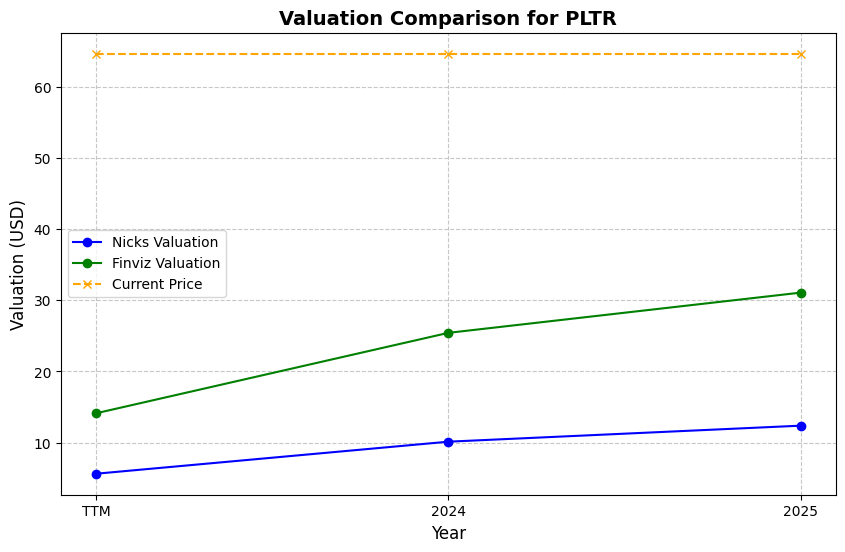 Valuation Comparison for PLTR
Valuation (USD)
60
50
40
30
20
10
Nicks Valuation
Finviz Valuation
Current Price
TTM
2024
2025
Year